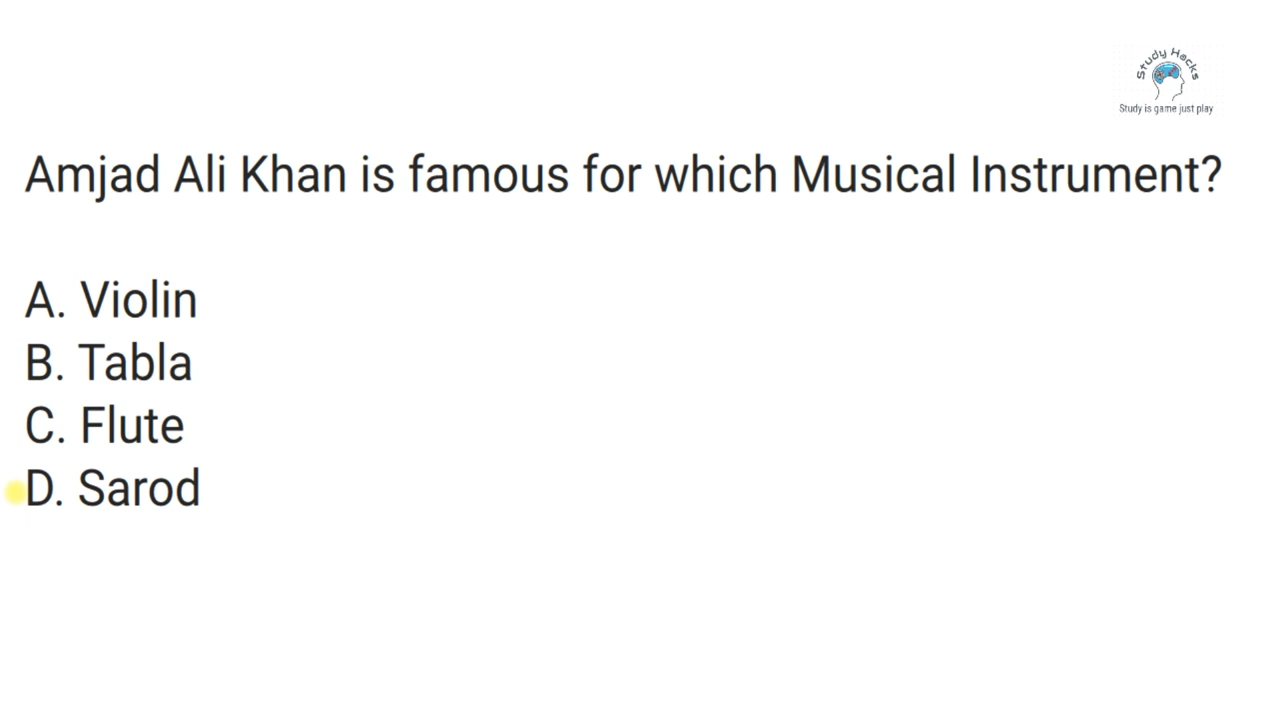 Study Hacks
Study is game just play
Amjad Ali Khan is famous for which Musical Instrument?
A. Violin
B. Tabla
C. Flute
D. Sarod